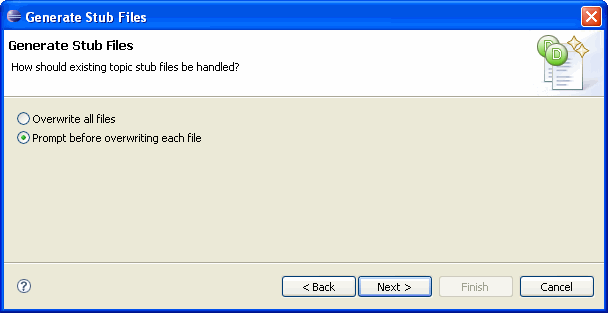 Generate Stub Files
Generate Stub Files
How should existing topic stub files be handled?
D
D
Overwrite all files
Prompt before overwriting each file
?
< Back Next > Finish Cancel